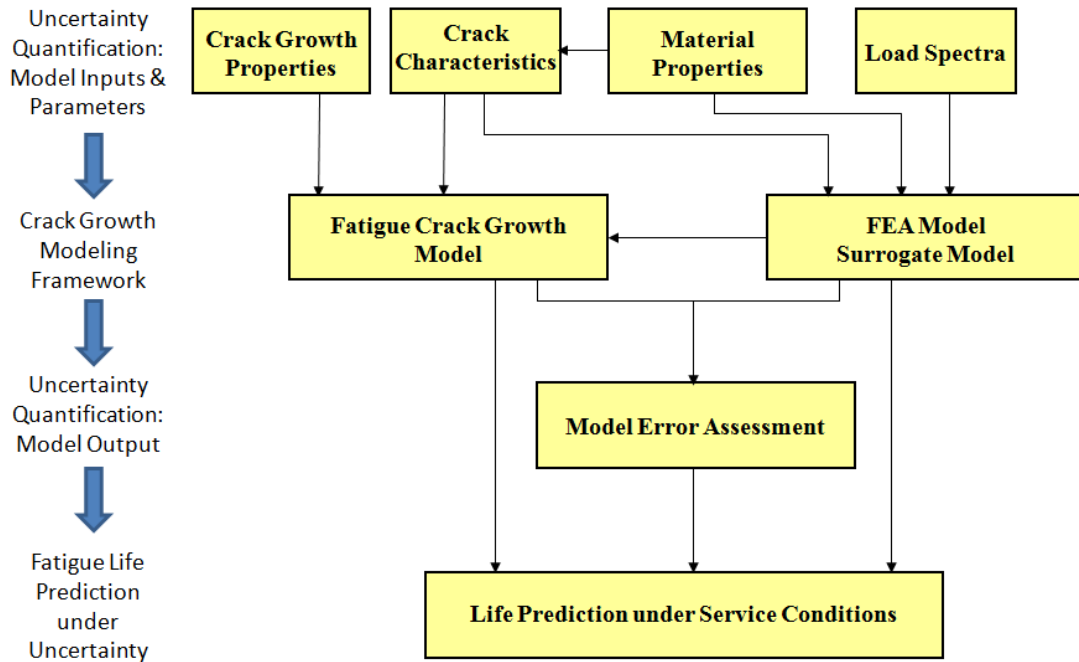 Uncertainty
Quantification:
Model Inputs &
Parameters
Crack Growth
Properties
Crack
Characteristics
Material
Properties
Load Spectra
Crack Growth
Modeling
Framework
Fatigue Crack Growth
Model
FEA Model
Surrogate Model
Uncertainty
Quantification:
Model Output
Model Error Assessment
Fatigue Life
Prediction
under
Uncertainty
Life Prediction under Service Conditions